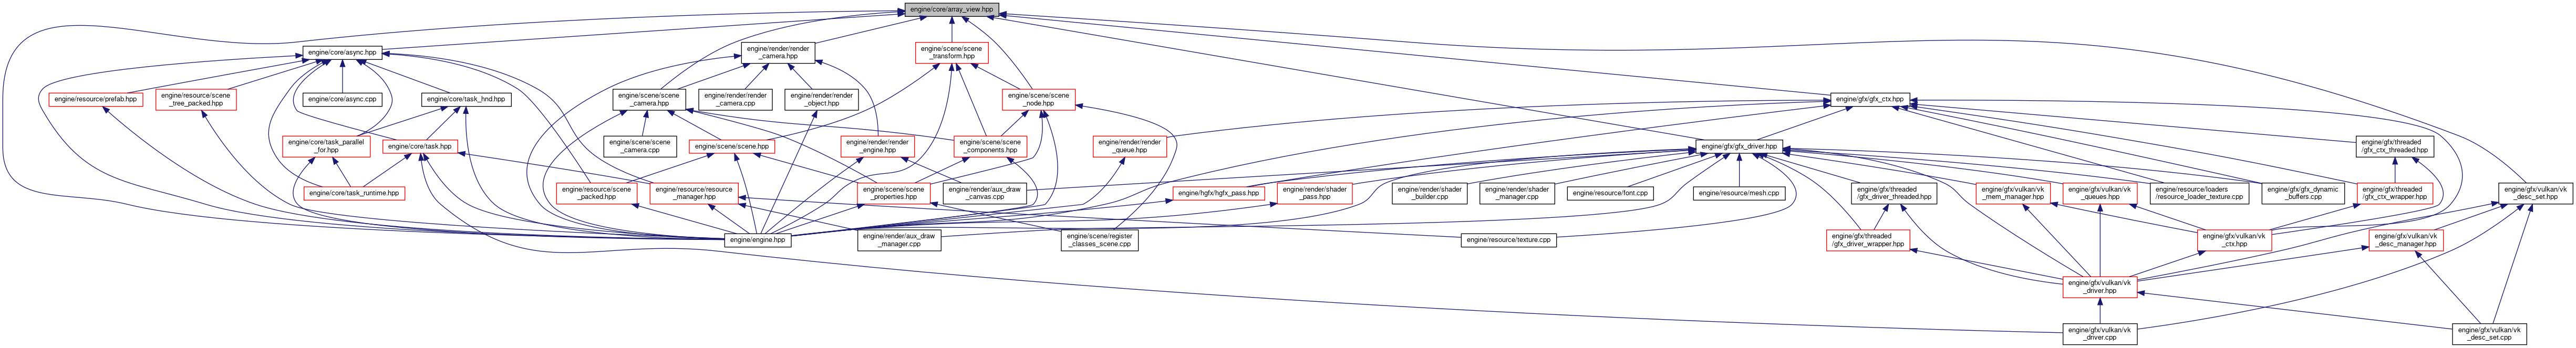 engine/core/array_view.hpp
engine/core/async.hpp
engine/render/render
_camera.hpp
engine/scene/scene
_transform.hpp
engine/resource/prefab.hpp
engine/resource/scene
_tree_packed.hpp
engine/core/async.cpp
engine/core/task_hnd.hpp
engine/scene/scene
_camera.hpp
engine/render/render
_camera.cpp
engine/render/render
_object.hpp
engine/scene/scene
_node.hpp
engine/gfx/gfx_ctx.hpp
engine/core/task_parallel
_for.hpp
engine/core/task.hpp
engine/scene/scene
_camera.cpp
engine/scene/scene.hpp
engine/render/render
_engine.hpp
engine/scene/scene
_components.hpp
engine/render/render
_queue.hpp
engine/gfx/gfx_driver.hpp
engine/gfx/threaded
/gfx_ctx_threaded.hpp
engine/core/task_runtime.hpp
engine/resource/scene
_packed.hpp
engine/resource/resource
_manager.hpp
engine/scene/scene
_properties.hpp
engine/render/aux_draw
_canvas.cpp
engine/hgfx/hgfx_pass.hpp
engine/render/shader
_pass.hpp
engine/render/shader
_builder.cpp
engine/render/shader
_manager.cpp
engine/resource/font.cpp
engine/resource/mesh.cpp
engine/gfx/threaded
/gfx_driver_threaded.hpp
engine/gfx/vulkan/vk
_mem_manager.hpp
engine/gfx/vulkan/vk
_queues.hpp
engine/resource/loaders
/resource_loader_texture.cpp
engine/gfx/gfx_dynamic
_buffers.cpp
engine/gfx/threaded
/gfx_ctx_wrapper.hpp
engine/gfx/vulkan/vk
_desc_set.hpp
engine/engine.hpp
engine/render/aux_draw
_manager.cpp
engine/scene/register
_classes_scene.cpp
engine/resource/texture.cpp
engine/gfx/threaded
/gfx_driver_wrapper.hpp
engine/gfx/vulkan/vk
_ctx.hpp
engine/gfx/vulkan/vk
_desc_manager.hpp
engine/gfx/vulkan/vk
_driver.hpp
engine/gfx/vulkan/vk
_driver.cpp
engine/gfx/vulkan/vk
_desc_set.cpp